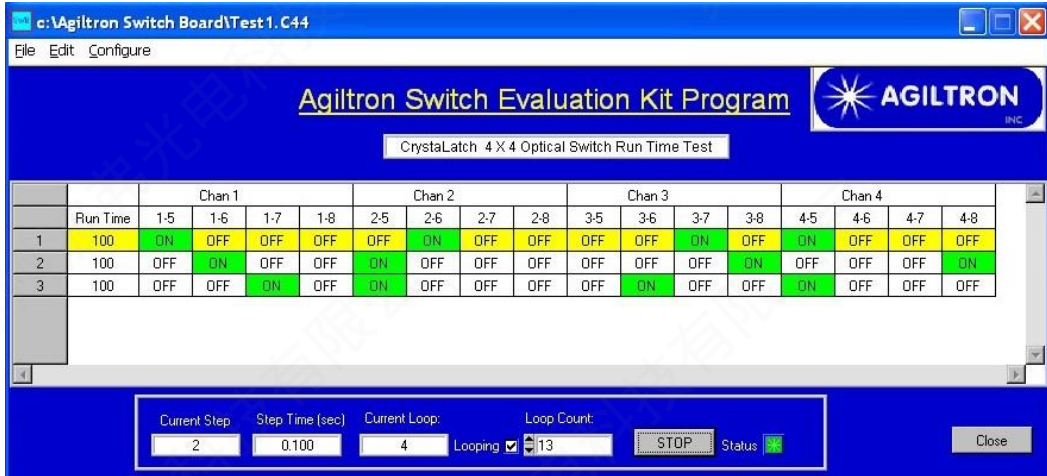 c:\Agiltron Switch Board\Test1.C44
File Edit Configure
Agiltron Switch Evaluation Kit Program
AGILTRON
INC
CrystaLatch 4 X 4 Optical Switch Run Time Test
Chan 1 Chan 2 Chan 3 Chan 4
Run Time 1-5 1-6 1-7 1-8 2-5 2-6 2-7 2-8 3-5 3-6 3-7 3-8 4-5 4-6 4-7 4-8
1 100 ON OFF OFF OFF OFF ON OFF OFF OFF OFF ON OFF ON OFF OFF OFF
2 100 OFF ON OFF OFF ON OFF OFF OFF OFF OFF OFF ON OFF OFF OFF ON
3 100 OFF OFF ON OFF ON OFF OFF OFF OFF ON OFF OFF ON OFF OFF OFF
Current Step Step Time (sec) Current Loop: Loop Count:
2 0.100 4 Looping 13 STOP Status Close